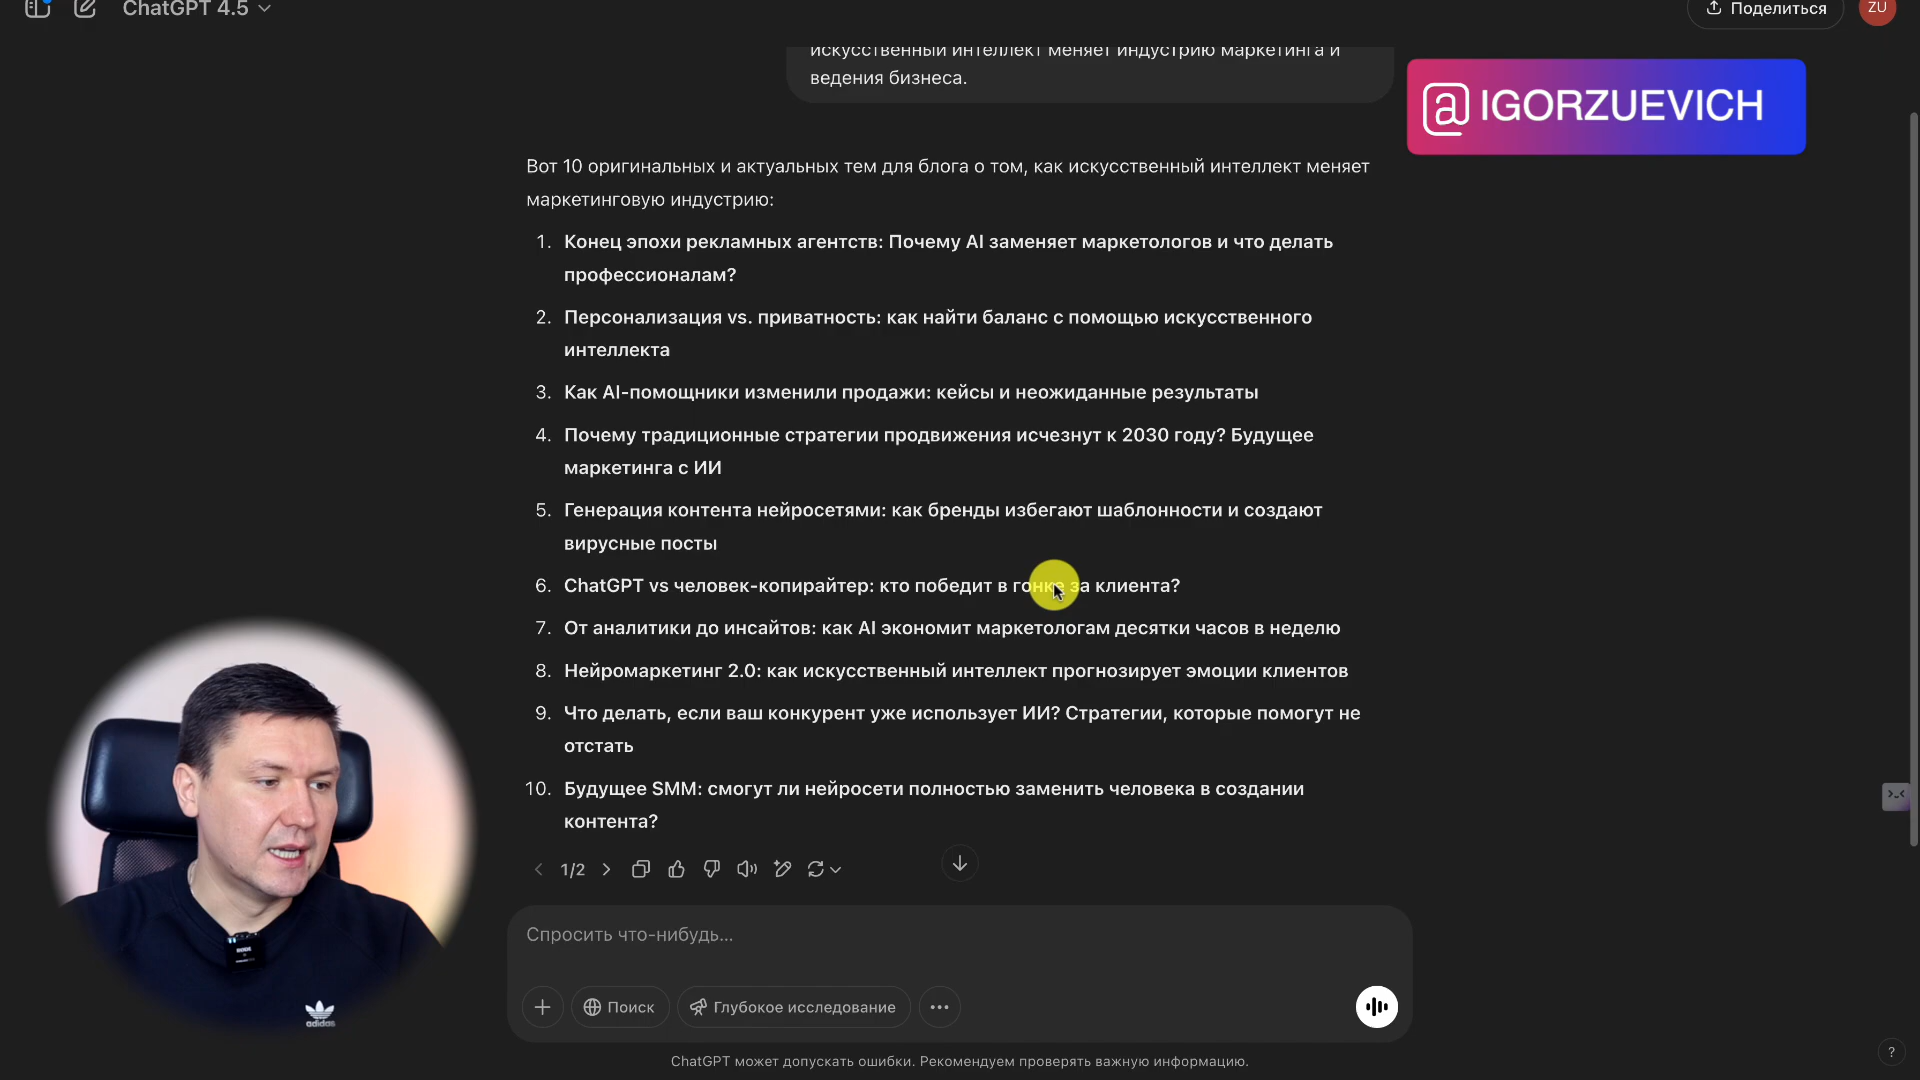 ChatGPT 4.5
Поделиться
ZU
искусственный интеллект меняет индустрию маркетинга и
ведения бизнеса.
@IGORZUEVICH
Вот 10 оригинальных и актуальных тем для блога о том, как искусственный интеллект меняет
маркетинговую индустрию:
1. Конец эпохи рекламных агентств: Почему AI заменяет маркетологов и что делать
профессионалам?
2. Персонализация vs. приватность: как найти баланс с помощью искусственного
интеллекта
3. Как AI-помощники изменили продажи: кейсы и неожиданные результаты
4. Почему традиционные стратегии продвижения исчезнут к 2030 году? Будущее
маркетинга с ИИ
5. Генерация контента нейросетями: как бренды избегают шаблонности и создают
вирусные посты
6. ChatGPT vs человек-копирайтер: кто победит в гонке за клиента?
7. От аналитики до инсайтов: как AI экономит маркетологам десятки часов в неделю
8. Нейромаркетинг 2.0: как искусственный интеллект прогнозирует эмоции клиентов
9. Что делать, если ваш конкурент уже использует ИИ? Стратегии, которые помогут не
отстать
10. Будущее SMM: смогут ли нейросети полностью заменить человека в создании
контента?
1/2
Спросить что-нибудь...
Поиск
Глубокое исследование
adidas
ChatGPT может допускать ошибки. Рекомендуем проверять важную информацию.
?